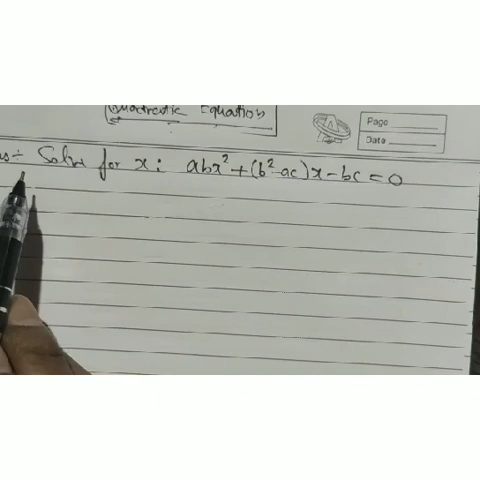 Quadratic Equations
Page
Date
Solve for x: abx² + (b² - ac)x - bc = 0